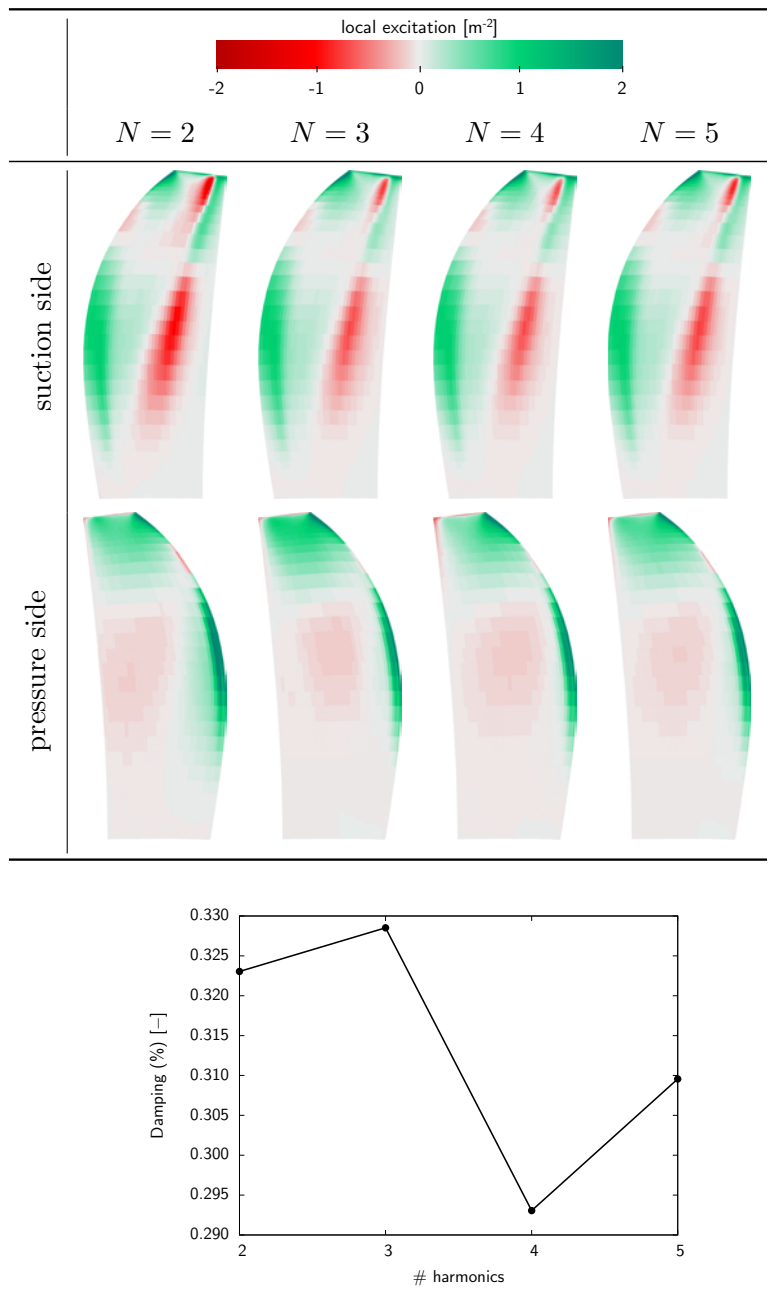 local excitation [m-2]
-2 -1 0 1 2
N = 2 N = 3 N = 4 N = 5
suction side
pressure side
0.330
0.325
0.320
0.315
0.310
0.305
0.300
0.295
0.290
Damping (%) [−]
2 3 4 5
# harmonics